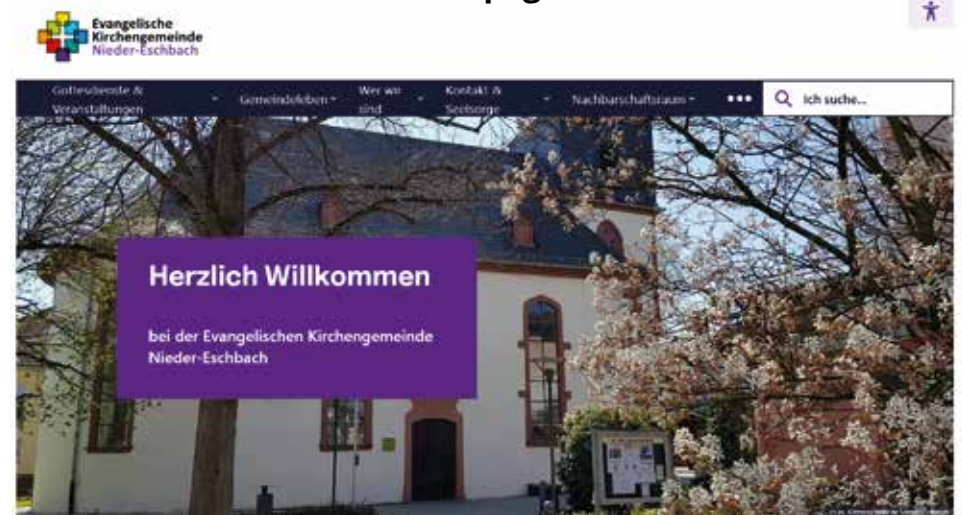 Evangelische
Kirchengemeinde
Nieder-Eschbach
Gottesdienste &
Veranstaltungen
Gemeindeleben
Wer wir
sind
Kontakt &
Seelsorge
Nachbarschaftsraum
Ich suche...
Herzlich Willkommen
bei der Evangelischen Kirchengemeinde
Nieder-Eschbach